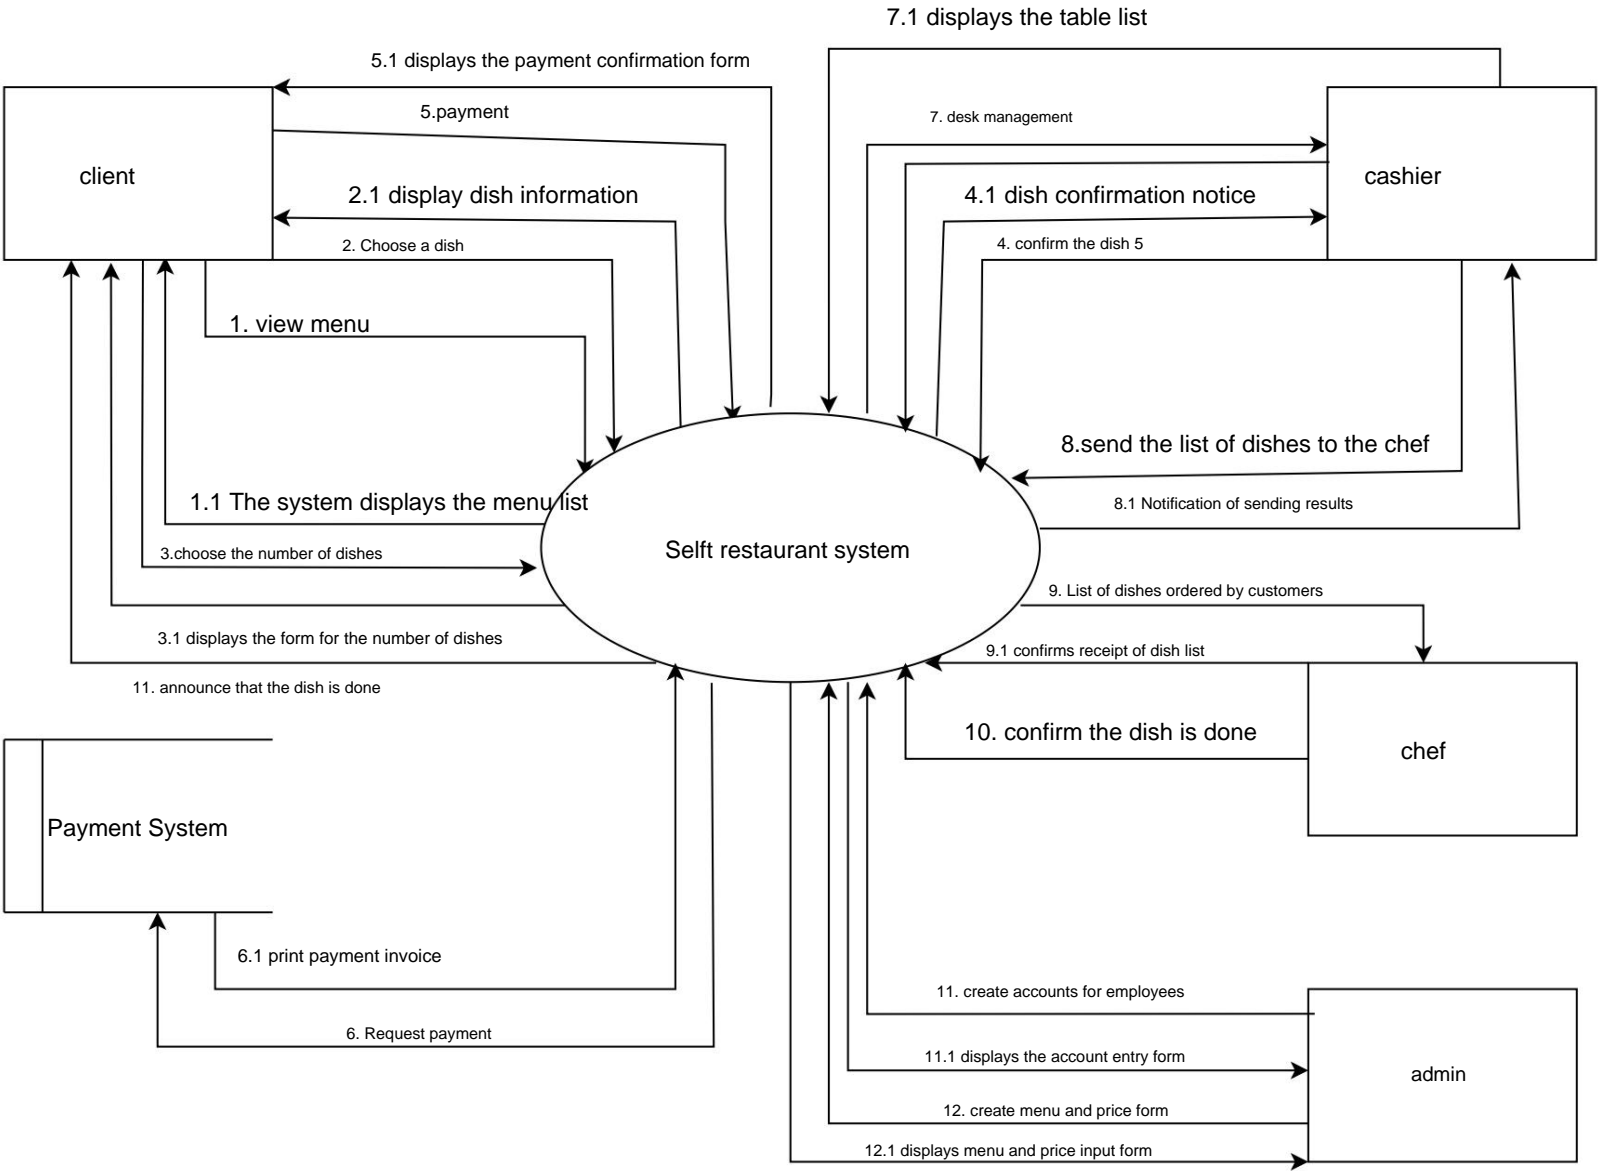 7.1 displays the table list
5.1 displays the payment confirmation form
5.payment
7. desk management
client
cashier
2.1 display dish information
4.1 dish confirmation notice
2. Choose a dish
4. confirm the dish 5
1. view menu
8.send the list of dishes to the chef
1.1 The system displays the menu list
8.1 Notification of sending results
3.choose the number of dishes
Selft restaurant system
9. List of dishes ordered by customers
3.1 displays the form for the number of dishes
9.1 confirms receipt of dish list
11. announce that the dish is done
10. confirm the dish is done
chef
Payment System
6.1 print payment invoice
11. create accounts for employees
6. Request payment
11.1 displays the account entry form
admin
12. create menu and price form
12.1 displays menu and price input form